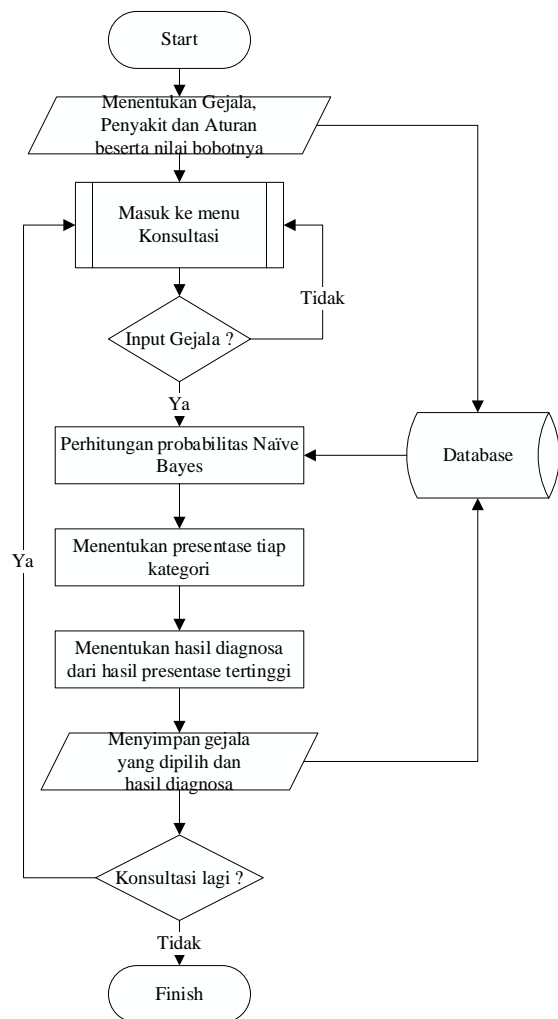 Start
Menentukan Gejala,
Penyakit dan Aturan
beserta nilai bobotnya
Masuk ke menu
Konsultasi
Tidak
Input Gejala ?
Ya
Perhitungan probabilitas Naïve
Bayes
Database
Menentukan presentase tiap
kategori
Ya
Menentukan hasil diagnosa
dari hasil presentase tertinggi
Menyimpan gejala
yang dipilih dan
hasil diagnosa
Konsultasi lagi ?
Tidak
Finish